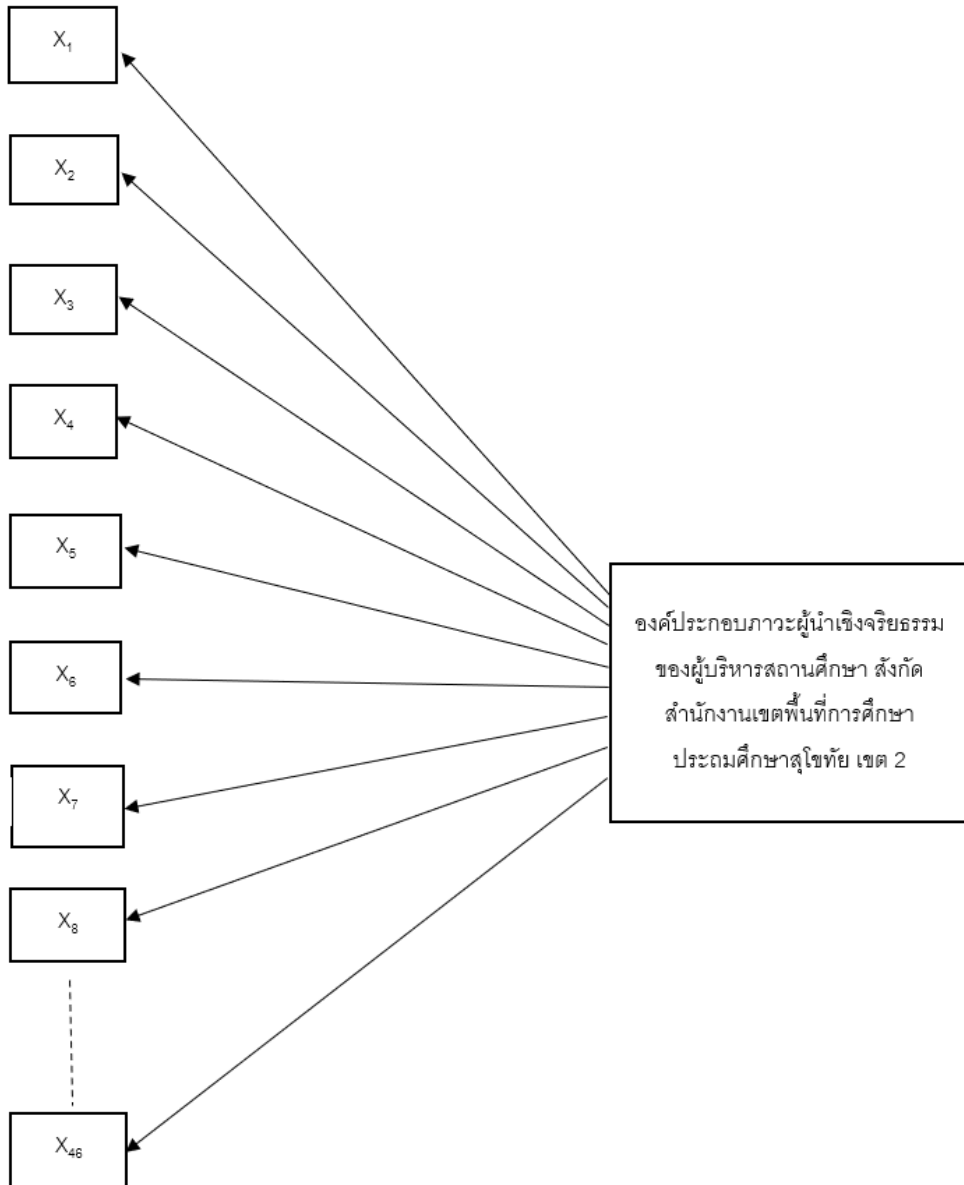 X₁
X₂
X₃
X₄
X₅
X₆
X₇
X₈
X₄₆
องค์ประกอบภาวะผู้นำเชิงจริยธรรม
ของผู้บริหารสถานศึกษา สังกัด
สำนักงานเขตพื้นที่การศึกษา
ประถมศึกษาสุโขทัย เขต 2